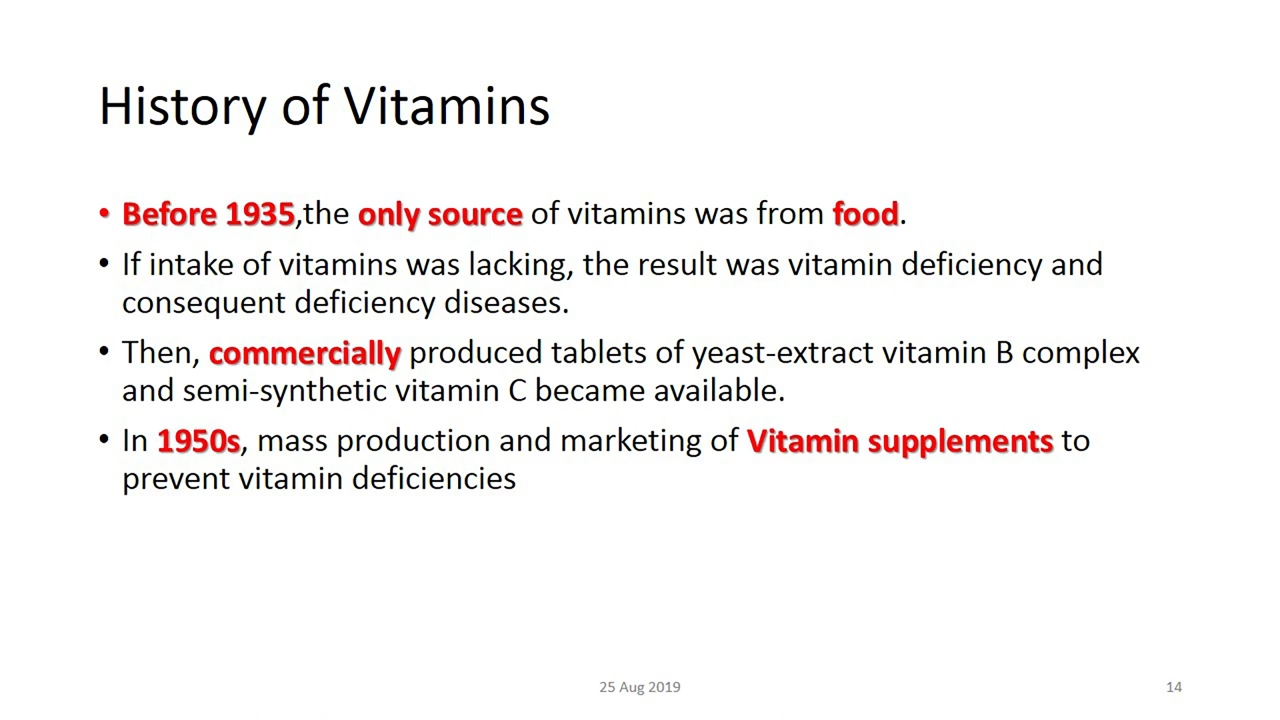 History of Vitamins
• Before 1935,the only source of vitamins was from food.
• If intake of vitamins was lacking, the result was vitamin deficiency and
consequent deficiency diseases.
• Then, commercially produced tablets of yeast-extract vitamin B complex
and semi-synthetic vitamin C became available.
• In 1950s, mass production and marketing of Vitamin supplements to
prevent vitamin deficiencies
25 Aug 2019
14